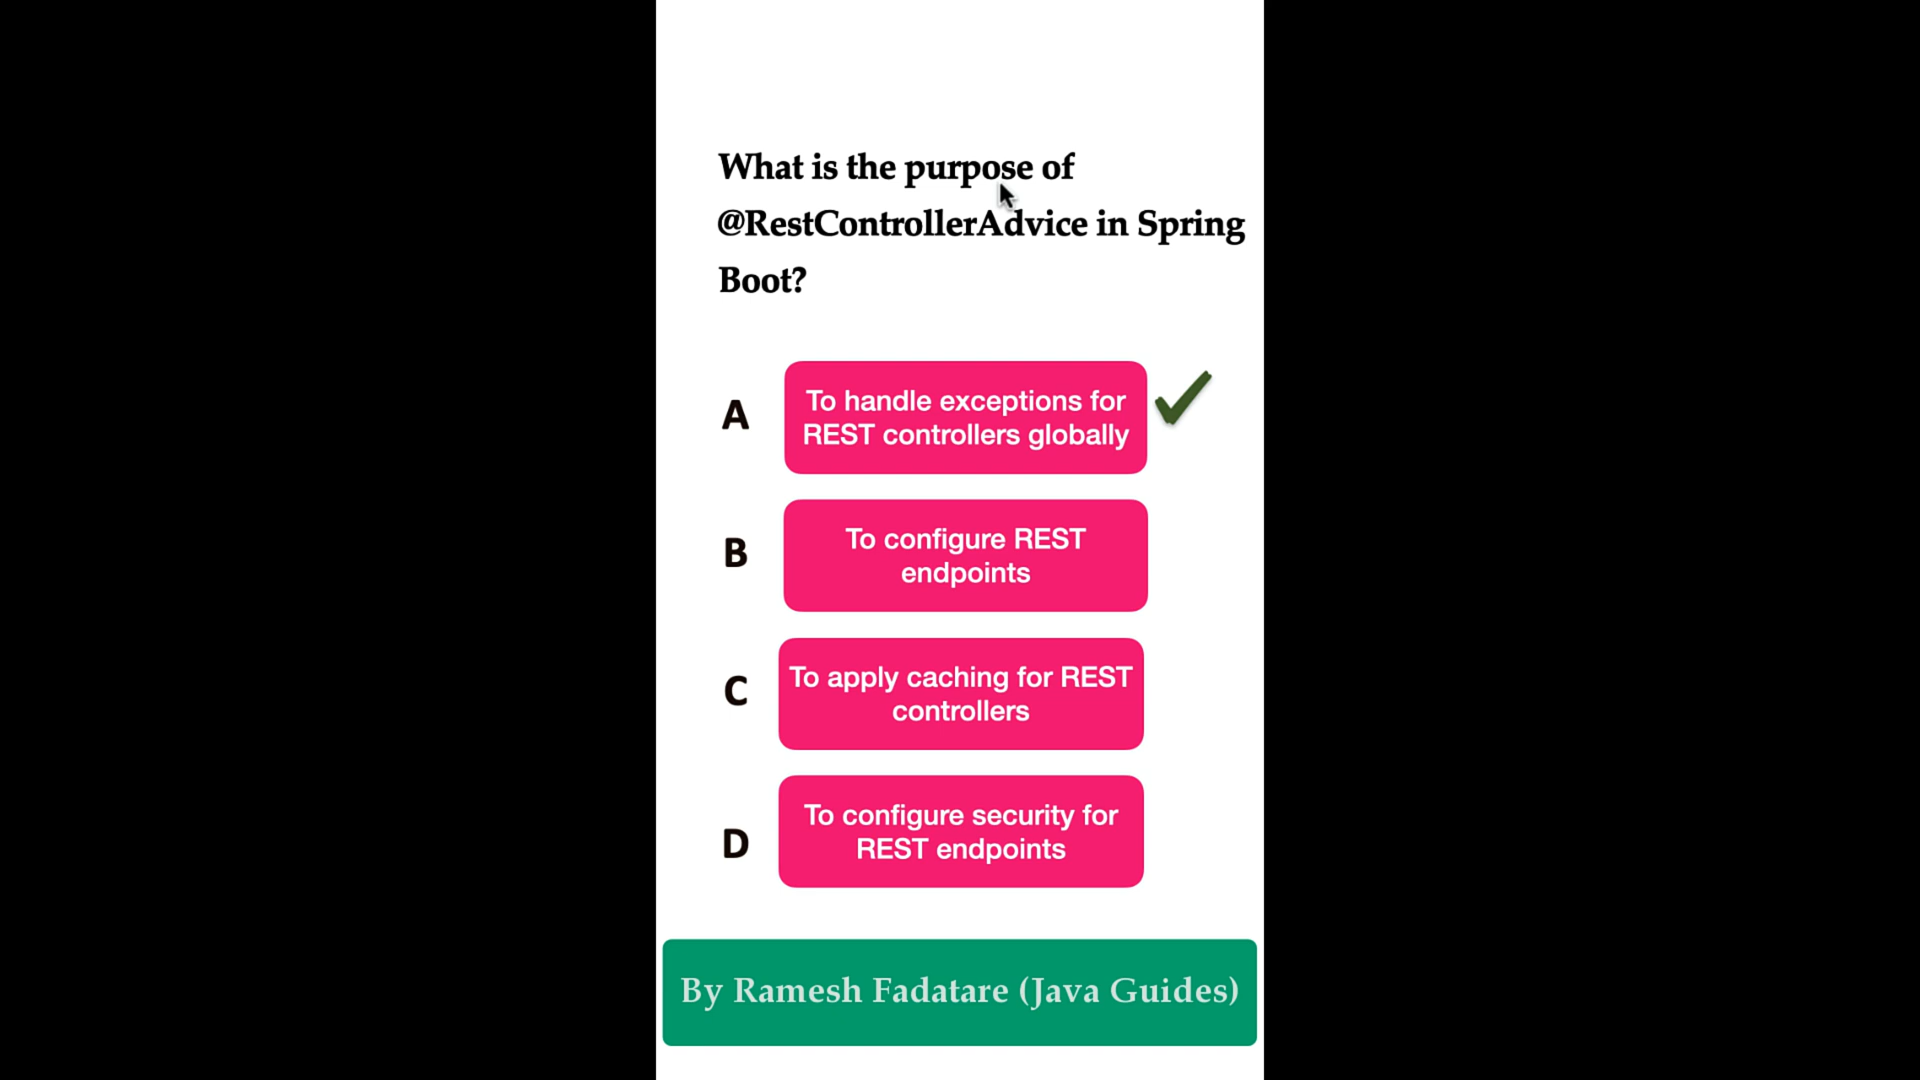 What is the purpose of
@RestControllerAdvice in Spring
Boot?
A
To handle exceptions for
REST controllers globally
B
To configure REST
endpoints
C
To apply caching for REST
controllers
D
To configure security for
REST endpoints
By Ramesh Fadatare (Java Guides)